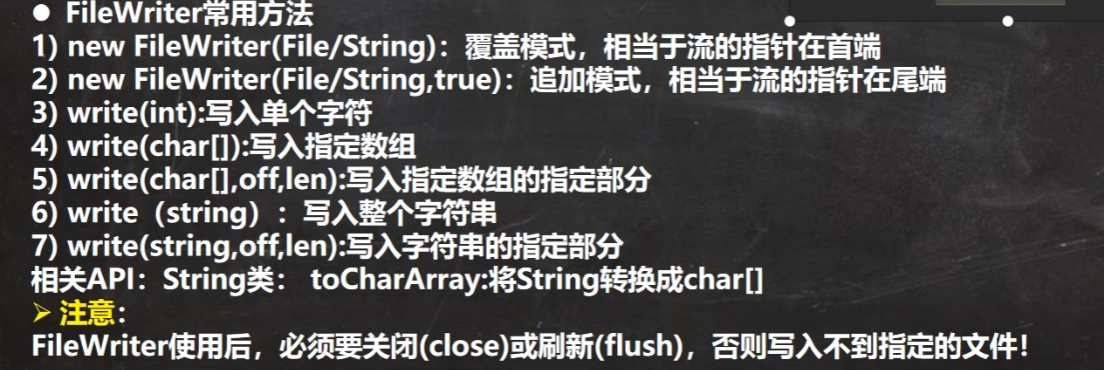 ● FileWriter常用方法
1) new FileWriter(File/String)：覆盖模式，相当于流的指针在首端
2) new FileWriter(File/String,true)：追加模式，相当于流的指针在尾端
3) write(int):写入单个字符
4) write(char[]):写入指定数组
5) write(char[],off,len):写入指定数组的指定部分
6) write（string）：写入整个字符串
7) write(string,off,len):写入字符串的指定部分
相关API：String类： toCharArray:将String转换成char[]
➢ 注意：
FileWriter使用后，必须要关闭(close)或刷新(flush)，否则写入不到指定的文件！